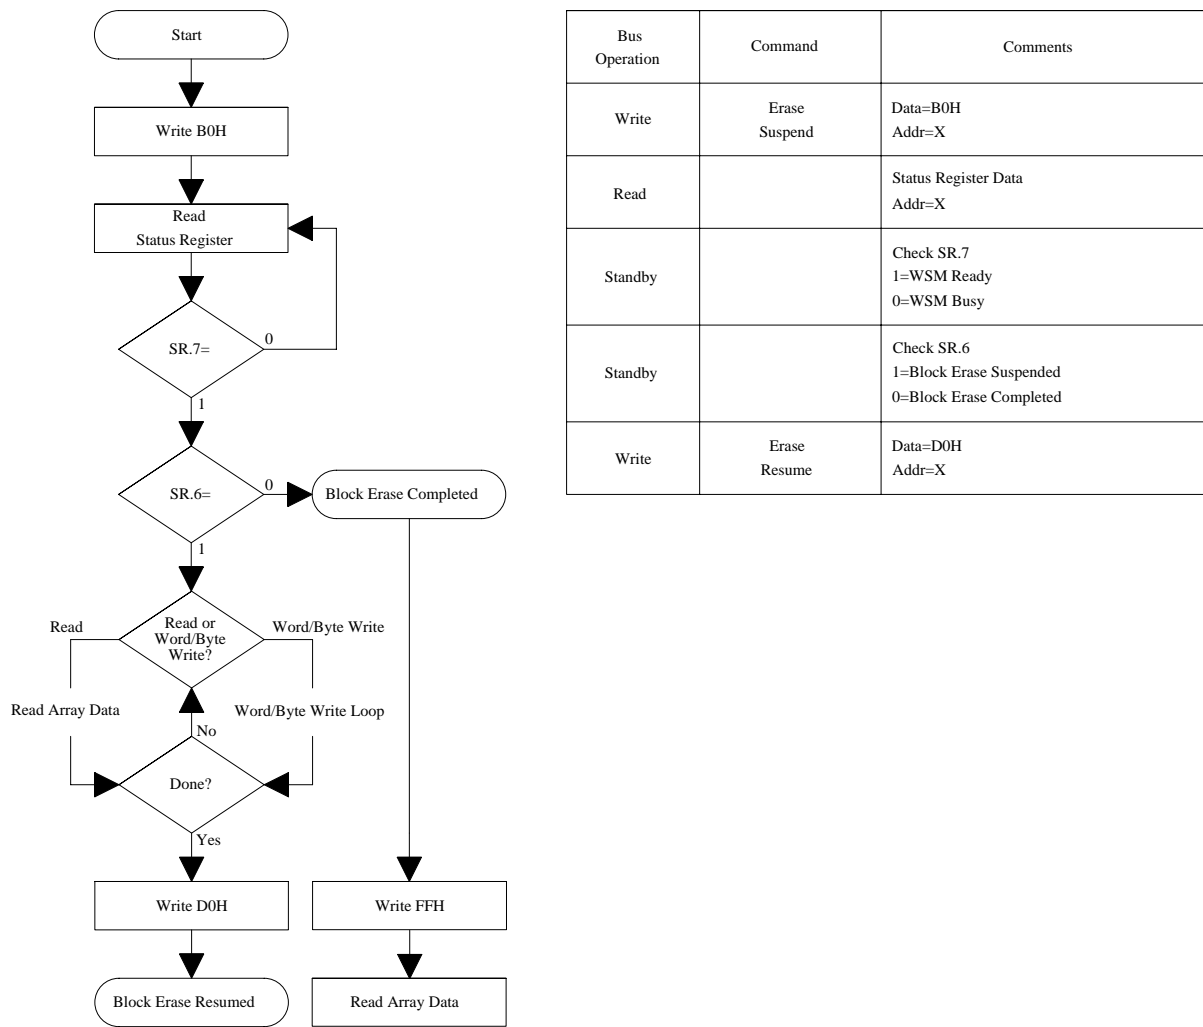 Start
Write B0H
Read
Status Register
SR.7=
0
1
SR.6=
0
Block Erase Completed
1
Read or
Word/Byte
Write?
Read
Word/Byte Write
Read Array Data
Word/Byte Write Loop
No
Done?
Yes
Write D0H
Write FFH
Block Erase Resumed
Read Array Data
Bus
Operation
Command
Comments
Write
Erase
Suspend
Data=B0H
Addr=X
Read
Status Register Data
Addr=X
Standby
Check SR.7
1=WSM Ready
0=WSM Busy
Standby
Check SR.6
1=Block Erase Suspended
0=Block Erase Completed
Write
Erase
Resume
Data=D0H
Addr=X